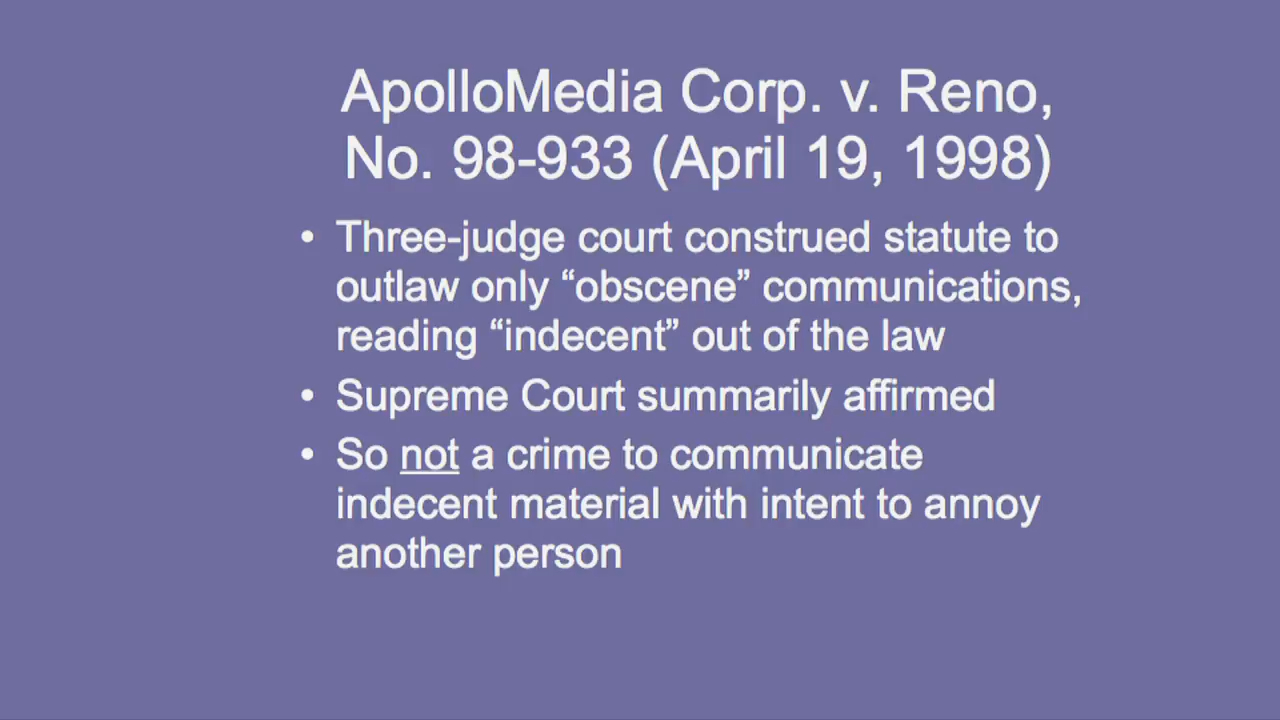 ApolloMedia Corp. v. Reno,
No. 98-933 (April 19, 1998)
• Three-judge court construed statute to
outlaw only “obscene” communications,
reading “indecent” out of the law
• Supreme Court summarily affirmed
• So not a crime to communicate
indecent material with intent to annoy
another person